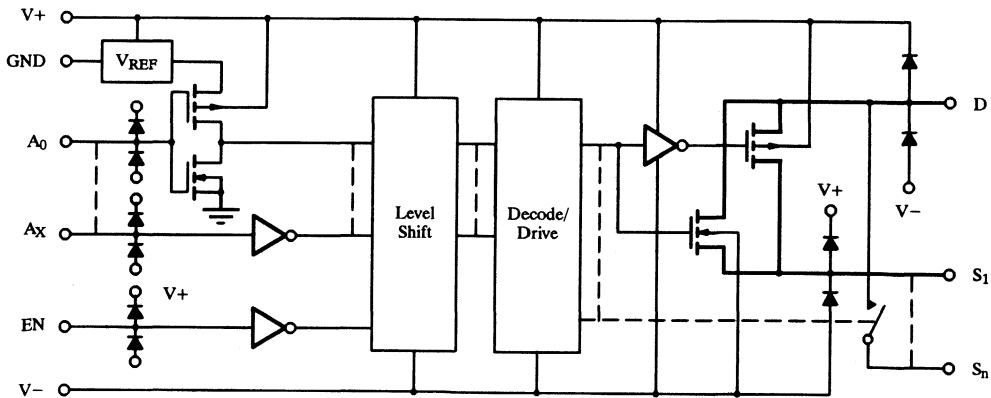 V+
GND
VREF
A0
D
V+
V−
AX
Level
Shift
Decode/
Drive
S1
V+
EN
Sn
V−